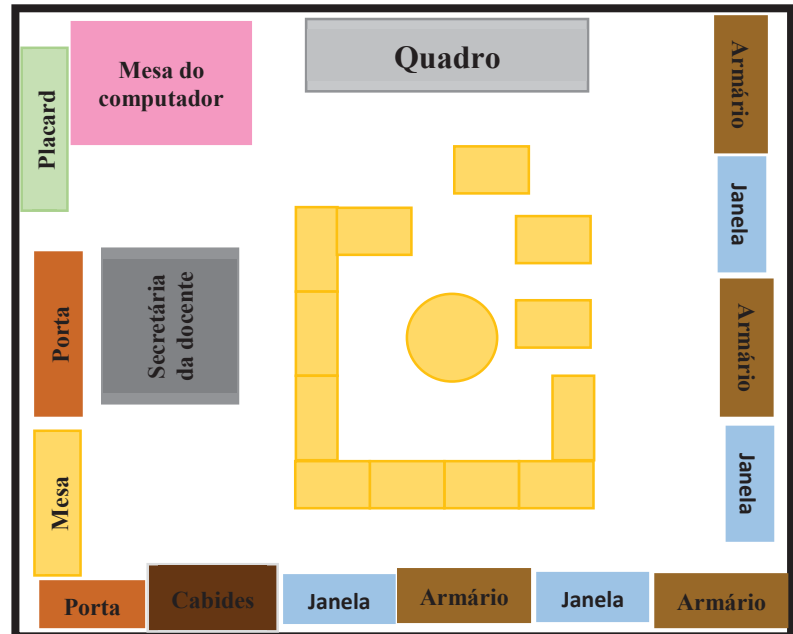 Mesa do
computador
Quadro
Armário
Placard
Janela
Porta
Secretária
da docente
Armário
Mesa
Janela
Porta
Cabides
Janela
Armário
Janela
Armário